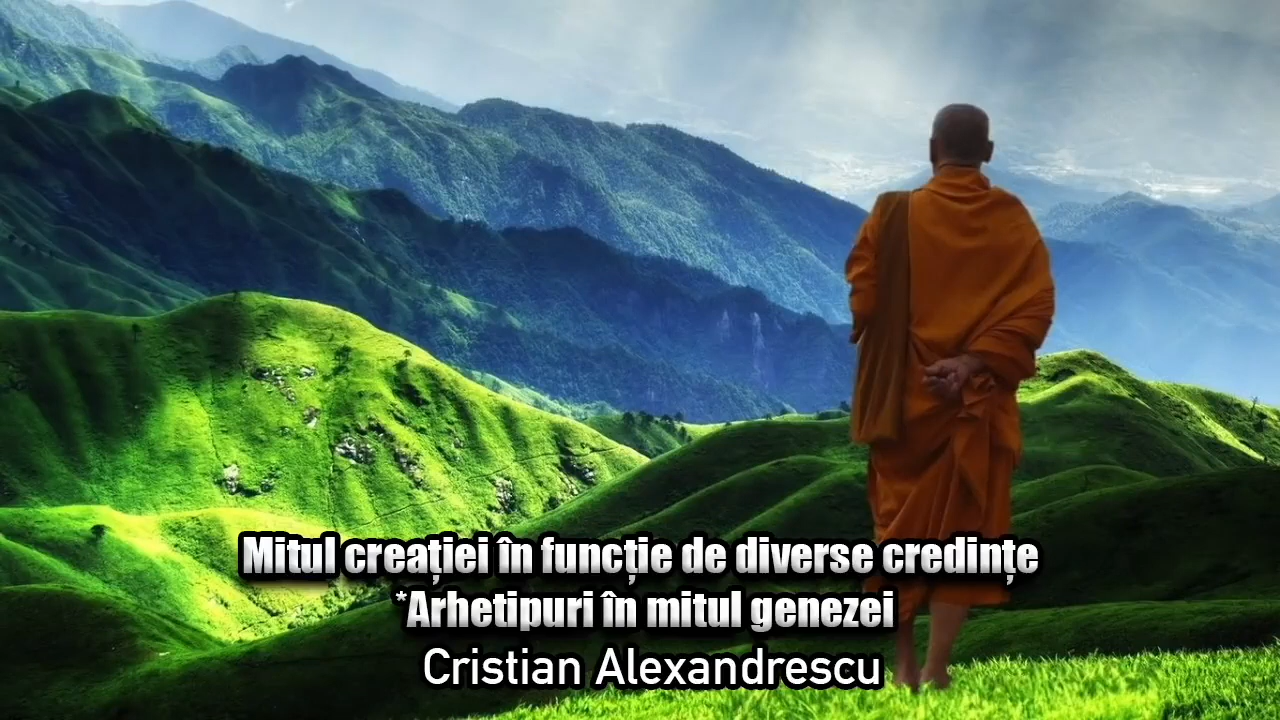 Mitul creației în funcție de diverse credințe
*Arhetipuri în mitul genezei
Cristian Alexandrescu